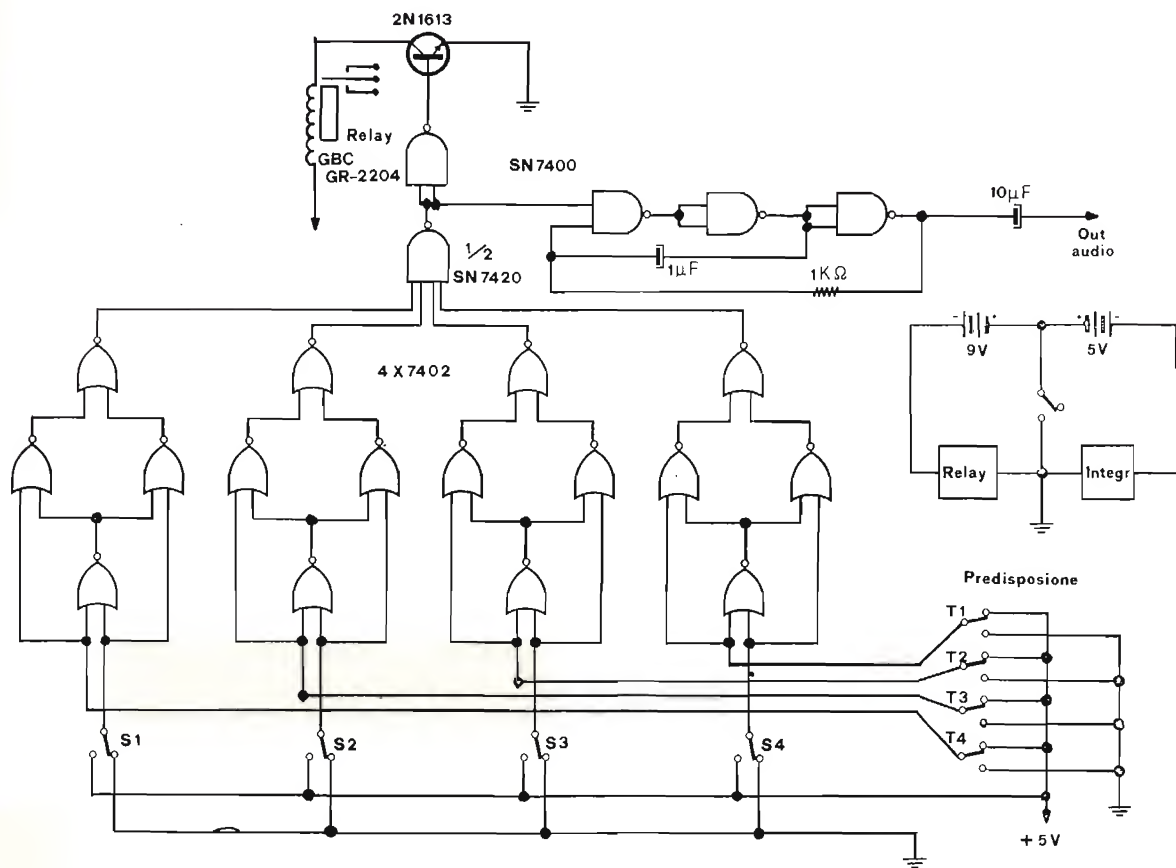 2N1613
Relay
GBC
GR-2204
SN7400
1/2
SN7420
10µF
Out
audio
1µF
1KΩ
4 X 7402
- + + -
9V 5V
Relay Integr
Predisposione
T1
T2
T3
T4
S1 S2 S3 S4
+5V